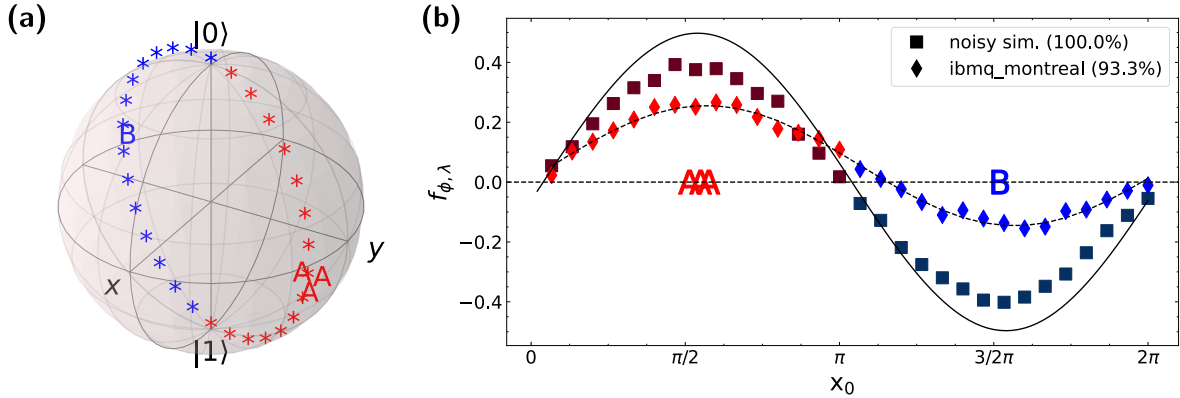 (a)
|0⟩
B
x
y
A A
A
|1⟩
(b)
noisy sim. (100.0%)
ibmq_montreal (93.3%)
f_{ϕ,λ}
0.4
0.2
0.0
−0.2
−0.4
AAA
B
0
π/2
π
3/2π
2π
x₀